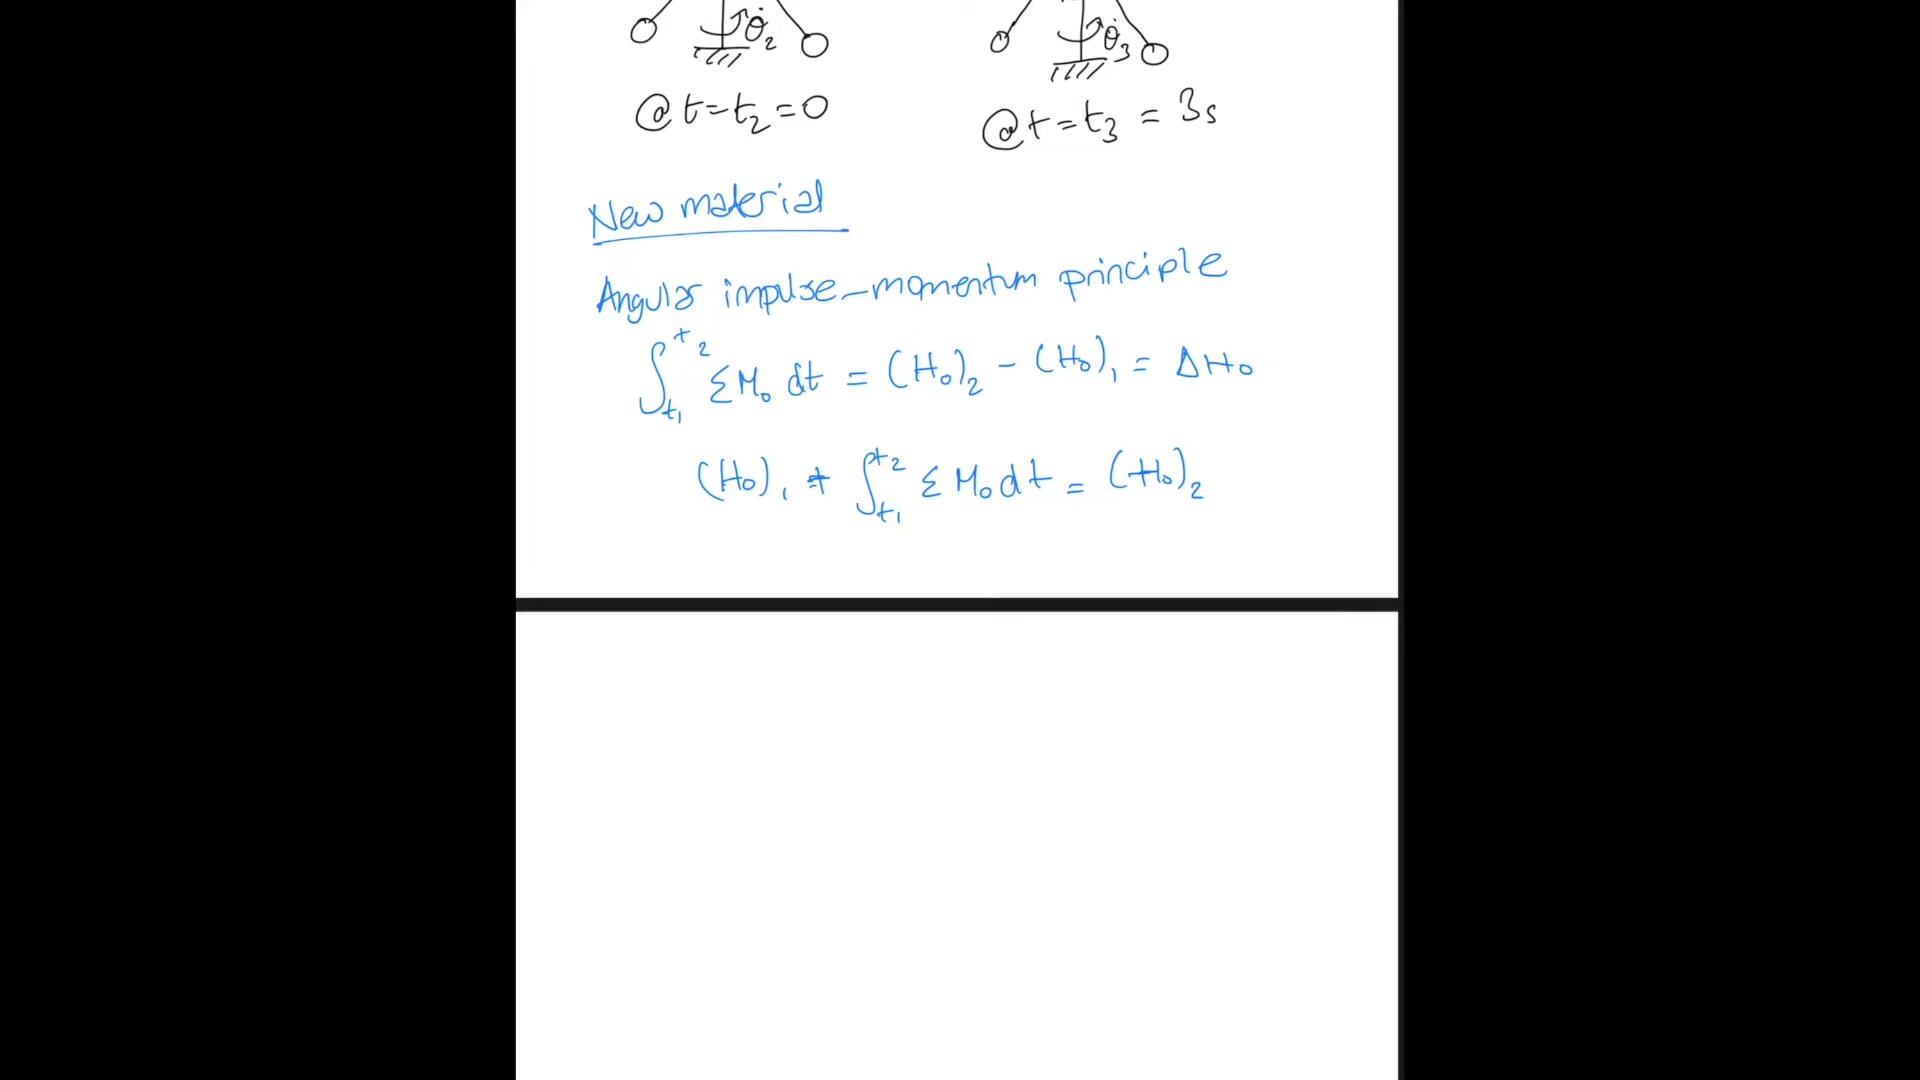 θ̇₂ θ̇₃
@ t = t₂ = 0 @ t = t₃ = 3s
New material
Angular impulse-momentum principle
∫_{t₁}^{t₂} ΣM₀ dt = (H₀)₂ − (H₀)₁ = ΔH₀
(H₀)₁ + ∫_{t₁}^{t₂} ΣM₀ dt = (H₀)₂